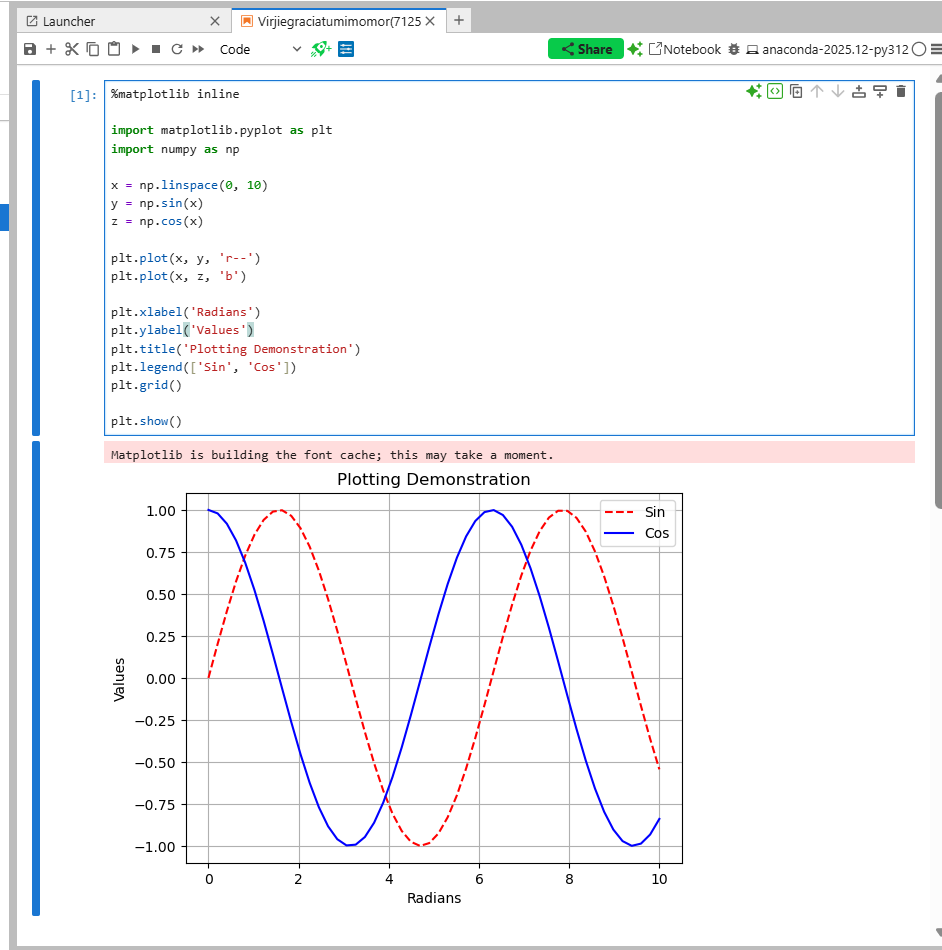 Launcher
Virjiegraciatumimomor(7125
Code
Share
Notebook
anaconda-2025.12-py312
[1]:
%matplotlib inline
import matplotlib.pyplot as plt
import numpy as np
x = np.linspace(0, 10)
y = np.sin(x)
z = np.cos(x)
plt.plot(x, y, 'r--')
plt.plot(x, z, 'b')
plt.xlabel('Radians')
plt.ylabel('Values')
plt.title('Plotting Demonstration')
plt.legend(['Sin', 'Cos'])
plt.grid()
plt.show()
Matplotlib is building the font cache; this may take a moment.
Plotting Demonstration
Sin
Cos
1.00
0.75
0.50
0.25
0.00
−0.25
−0.50
−0.75
−1.00
Values
0 2 4 6 8 10
Radians